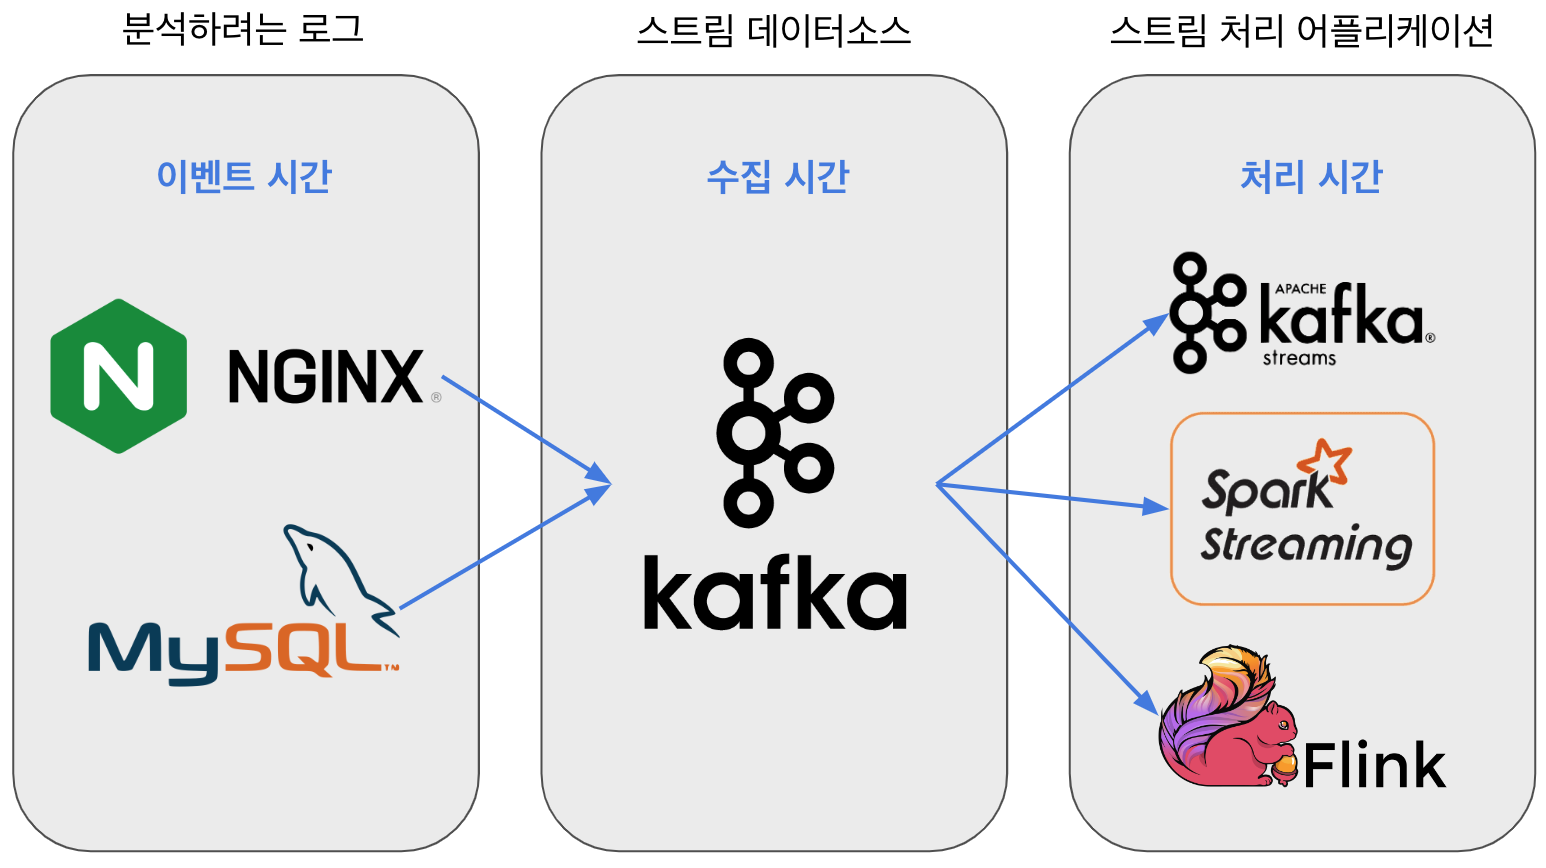 분석하려는 로그
스트림 데이터소스
스트림 처리 어플리케이션
이벤트 시간
수집 시간
처리 시간
N NGINX®
MySQL™
kafka
APACHE
kafka®
streams
Spark
Streaming
Flink